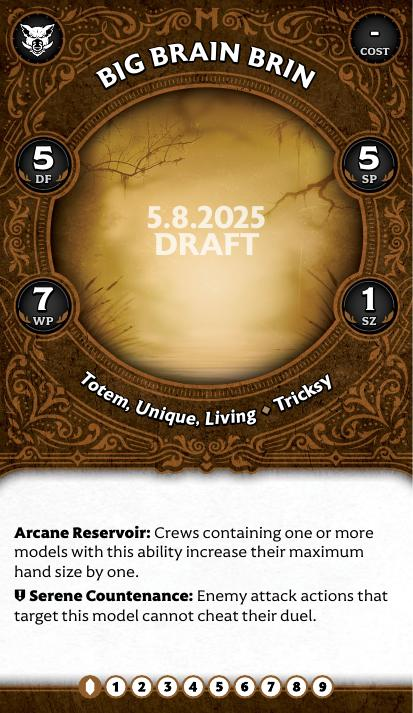 BIG BRAIN BRIN
-
COST
5
DF
5
SP
5.8.2025
DRAFT
7
WP
1
SZ
Totem, Unique, Living ◆ Tricksy
Arcane Reservoir: Crews containing one or more
models with this ability increase their maximum
hand size by one.
Serene Countenance: Enemy attack actions that
target this model cannot cheat their duel.
1 2 3 4 5 6 7 8 9